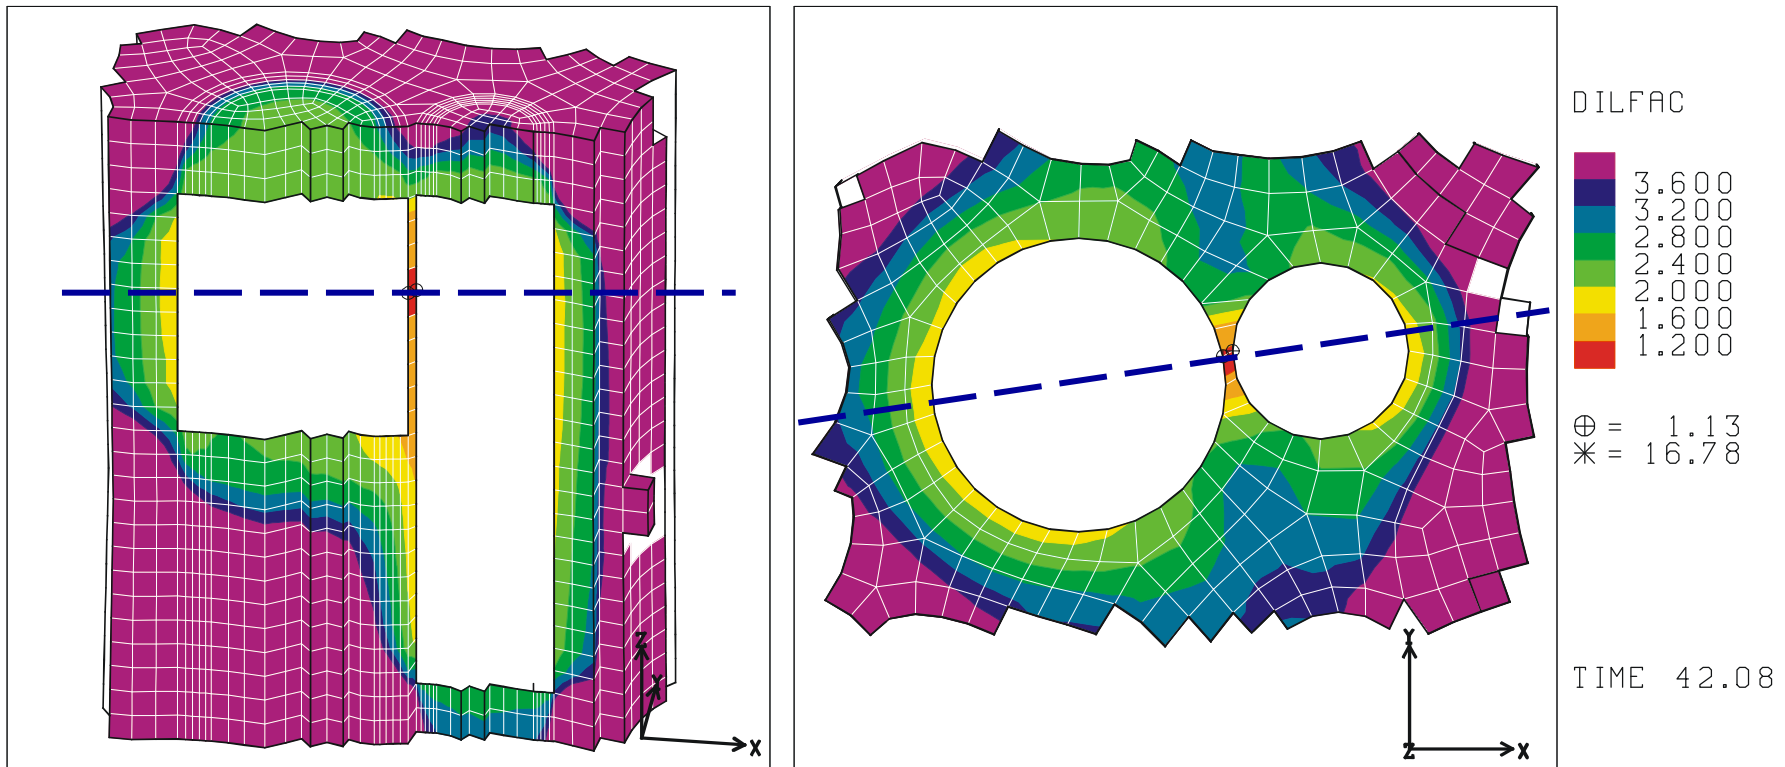 DILFAC
3.600
3.200
2.800
2.400
2.000
1.600
1.200
⊕ = 1.13
✳ = 16.78
TIME 42.08
Z
Y
X
Y
Z
X